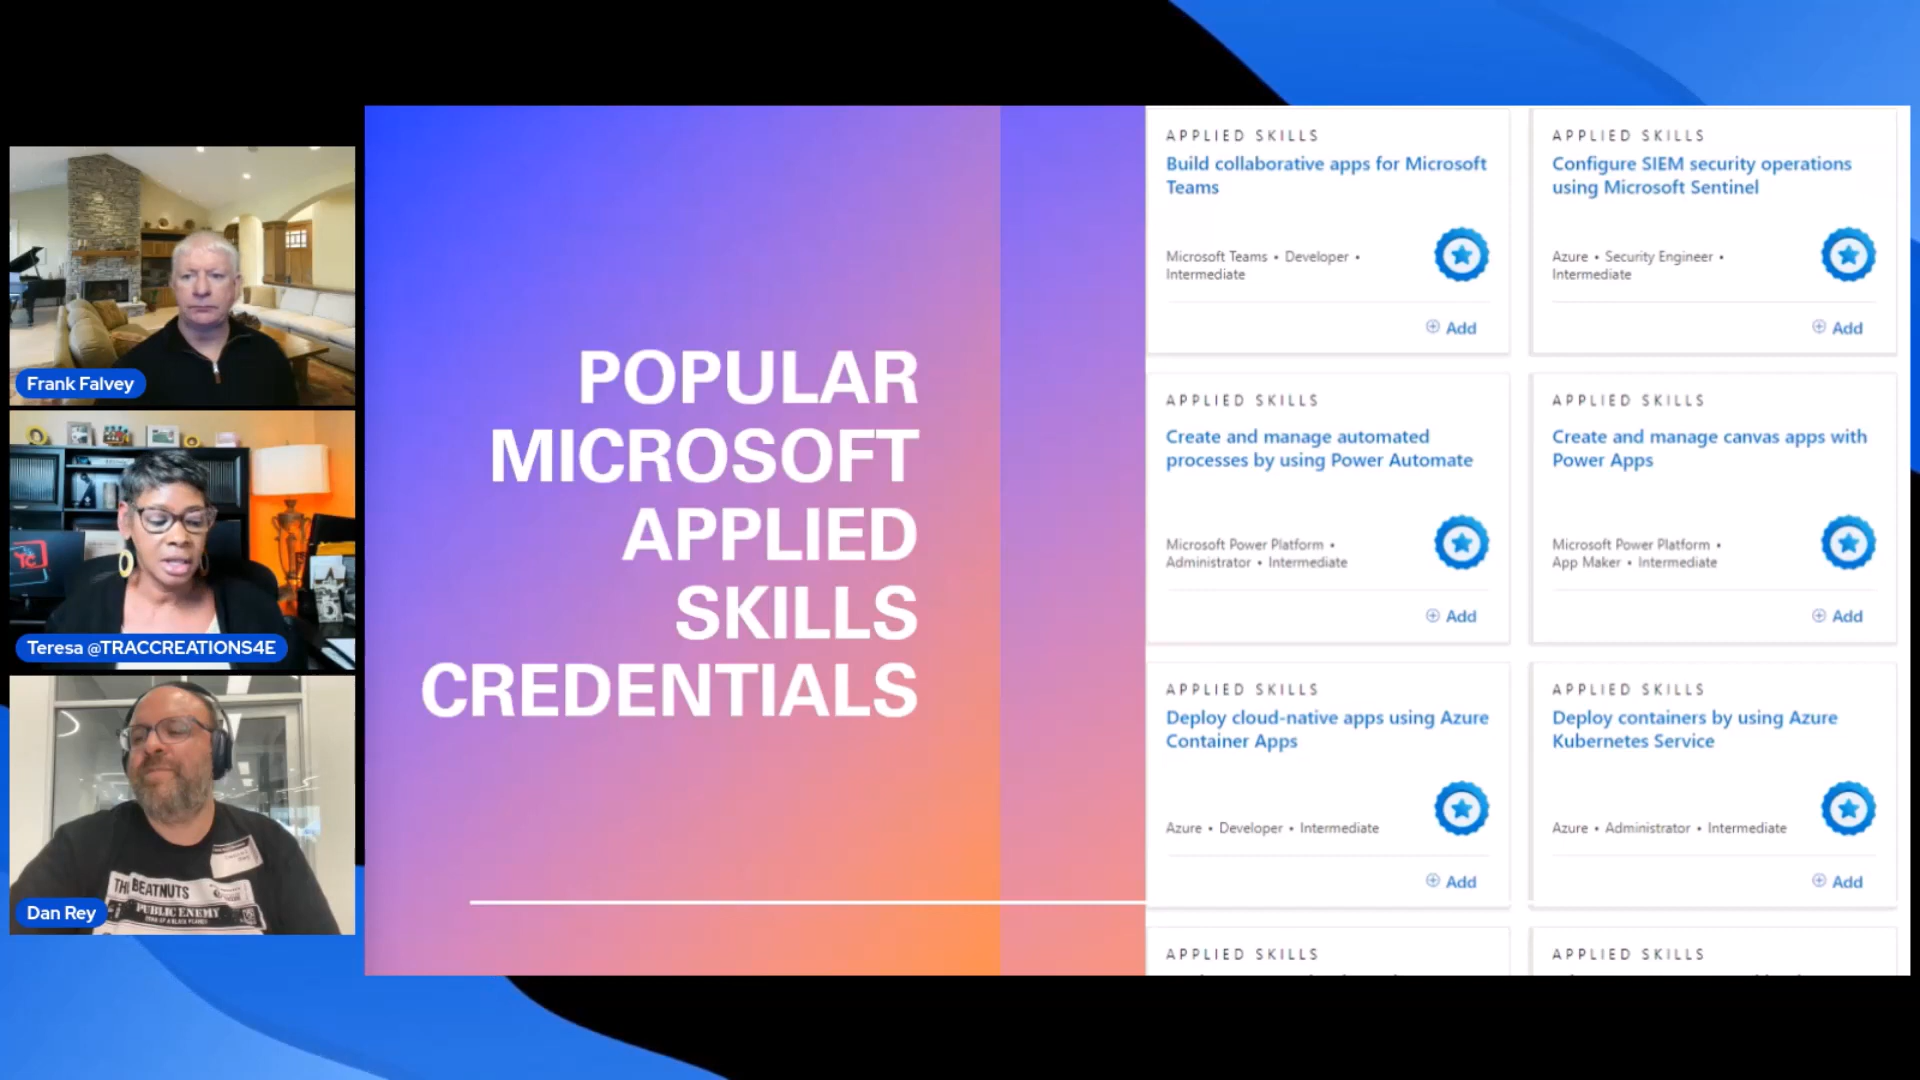 Frank Falvey
YC
Teresa @TRACCREATIONS4E
THE BEATNUTS
PUBLIC ENEMY
Dan Rey
POPULAR
MICROSOFT
APPLIED
SKILLS
CREDENTIALS
APPLIED SKILLS
Build collaborative apps for Microsoft
Teams
Microsoft Teams • Developer •
Intermediate
Add
APPLIED SKILLS
Configure SIEM security operations
using Microsoft Sentinel
Azure • Security Engineer •
Intermediate
Add
APPLIED SKILLS
Create and manage automated
processes by using Power Automate
Microsoft Power Platform •
Administrator • Intermediate
Add
APPLIED SKILLS
Create and manage canvas apps with
Power Apps
Microsoft Power Platform •
App Maker • Intermediate
Add
APPLIED SKILLS
Deploy cloud-native apps using Azure
Container Apps
Azure • Developer • Intermediate
Add
APPLIED SKILLS
Deploy containers by using Azure
Kubernetes Service
Azure • Administrator • Intermediate
Add
APPLIED SKILLS
APPLIED SKILLS